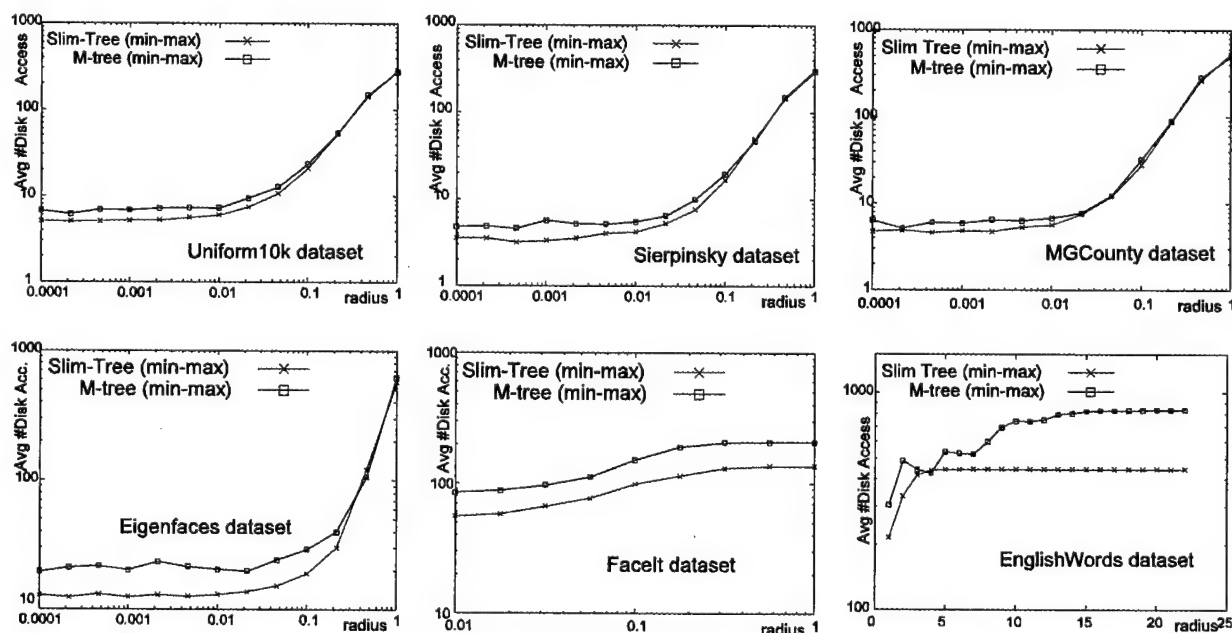 1000
Slim-Tree (min-max)
M-tree (min-max)
100
10
1
Avg #Disk Access
Uniform10k dataset
0.0001
0.001
0.01
0.1
radius
1
1000
Slim-Tree (min-max)
M-tree (min-max)
100
10
1
Avg #Disk Access
Sierpinsky dataset
0.0001
0.001
0.01
0.1
radius
1
1000
Slim Tree (min-max)
M-tree (min-max)
100
10
1
Avg #Disk Access
MGCounty dataset
0.0001
0.001
0.01
0.1
radius
1
1000
Slim-Tree (min-max)
M-tree (min-max)
100
10
Avg #Disk Acc.
Eigenfaces dataset
0.0001
0.001
0.01
0.1
radius
1
1000
Slim-Tree (min-max)
M-tree (min-max)
100
10
Avg #Disk Acc.
FaceIt dataset
0.01
0.1
radius
1
1000
Slim Tree (min-max)
M-tree (min-max)
100
Avg #Disk Access
EnglishWords dataset
0
5
10
15
20
radius
25